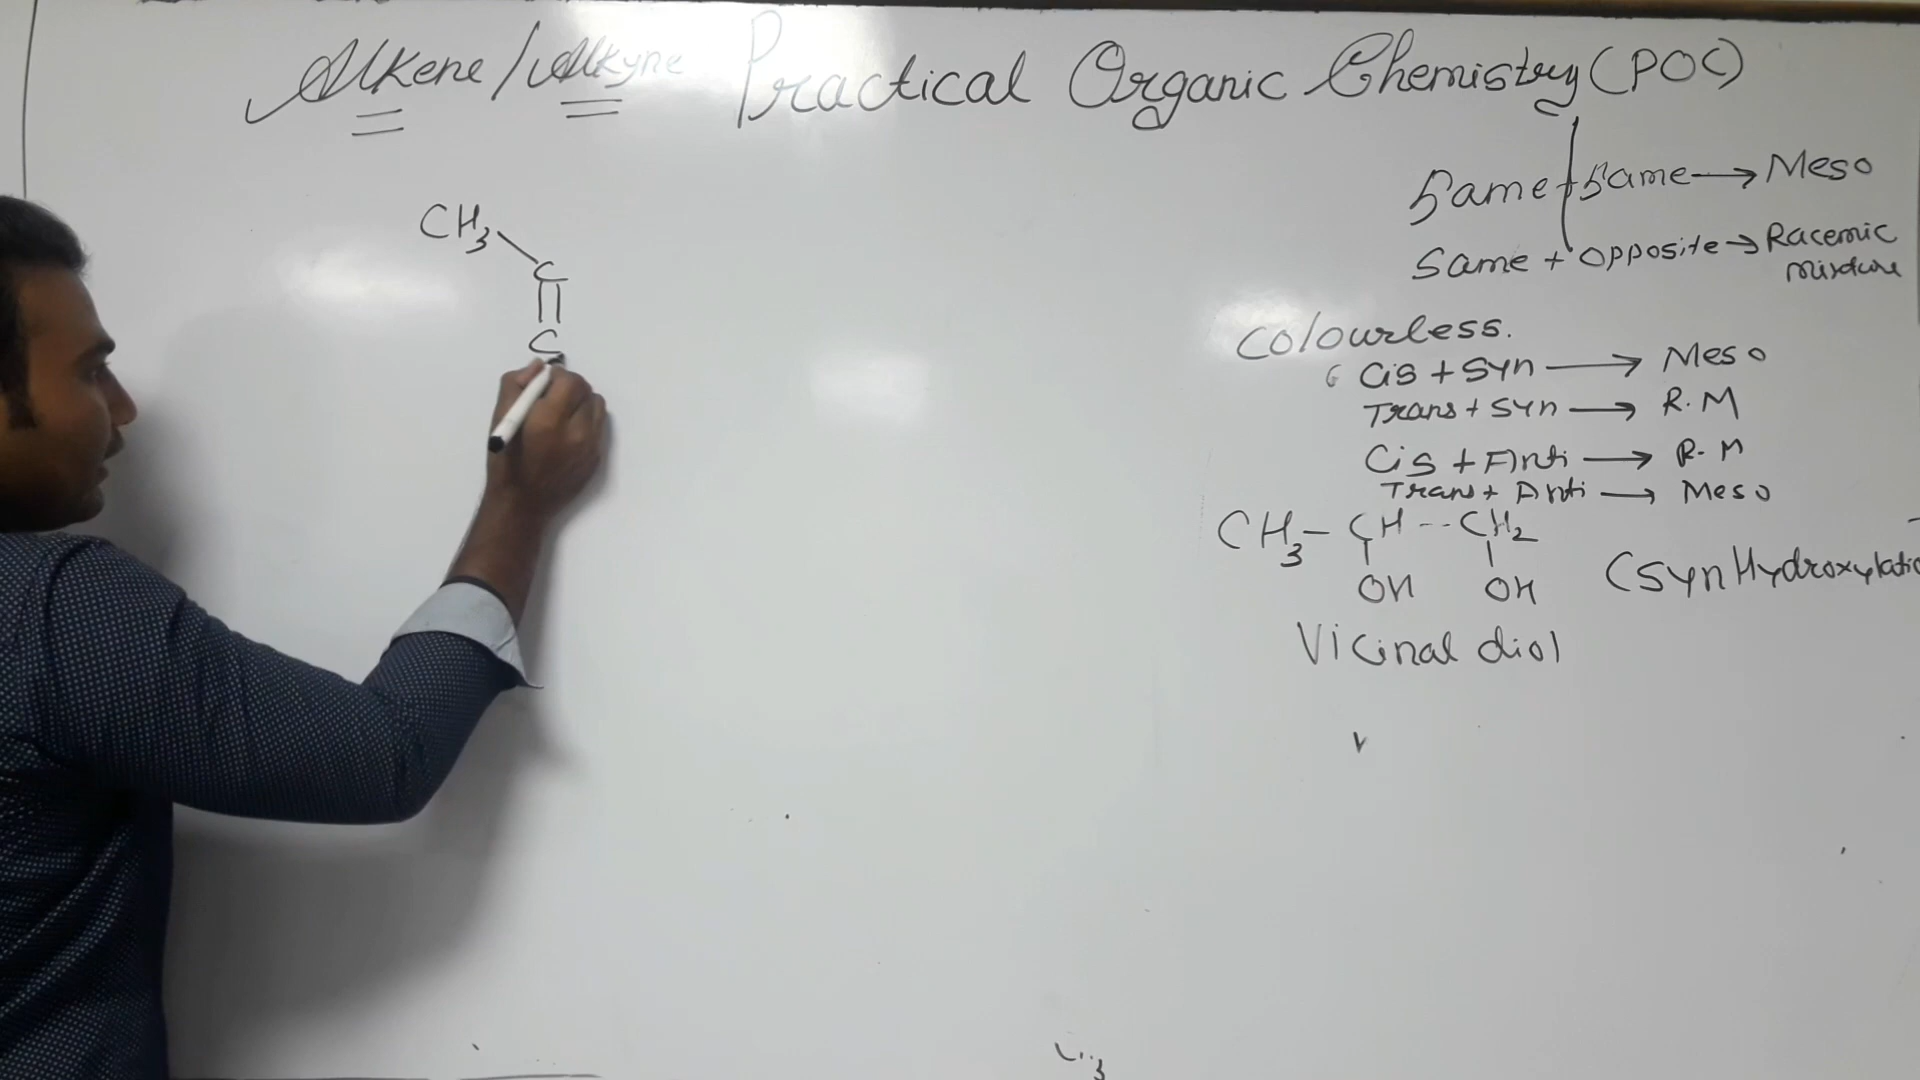 Alkene/Alkyne Practical Organic Chemistry (POC)
Same + Same → Meso
Same + Opposite → Racemic
mixture
CH3
C
||
C
Colourless.
Cis + Syn → Meso
Trans + Syn → R.M
Cis + Anti → R.M
Trans + Anti → Meso
CH3 - CH -- CH2
OH OH
(Syn Hydroxylatio
Vicinal diol